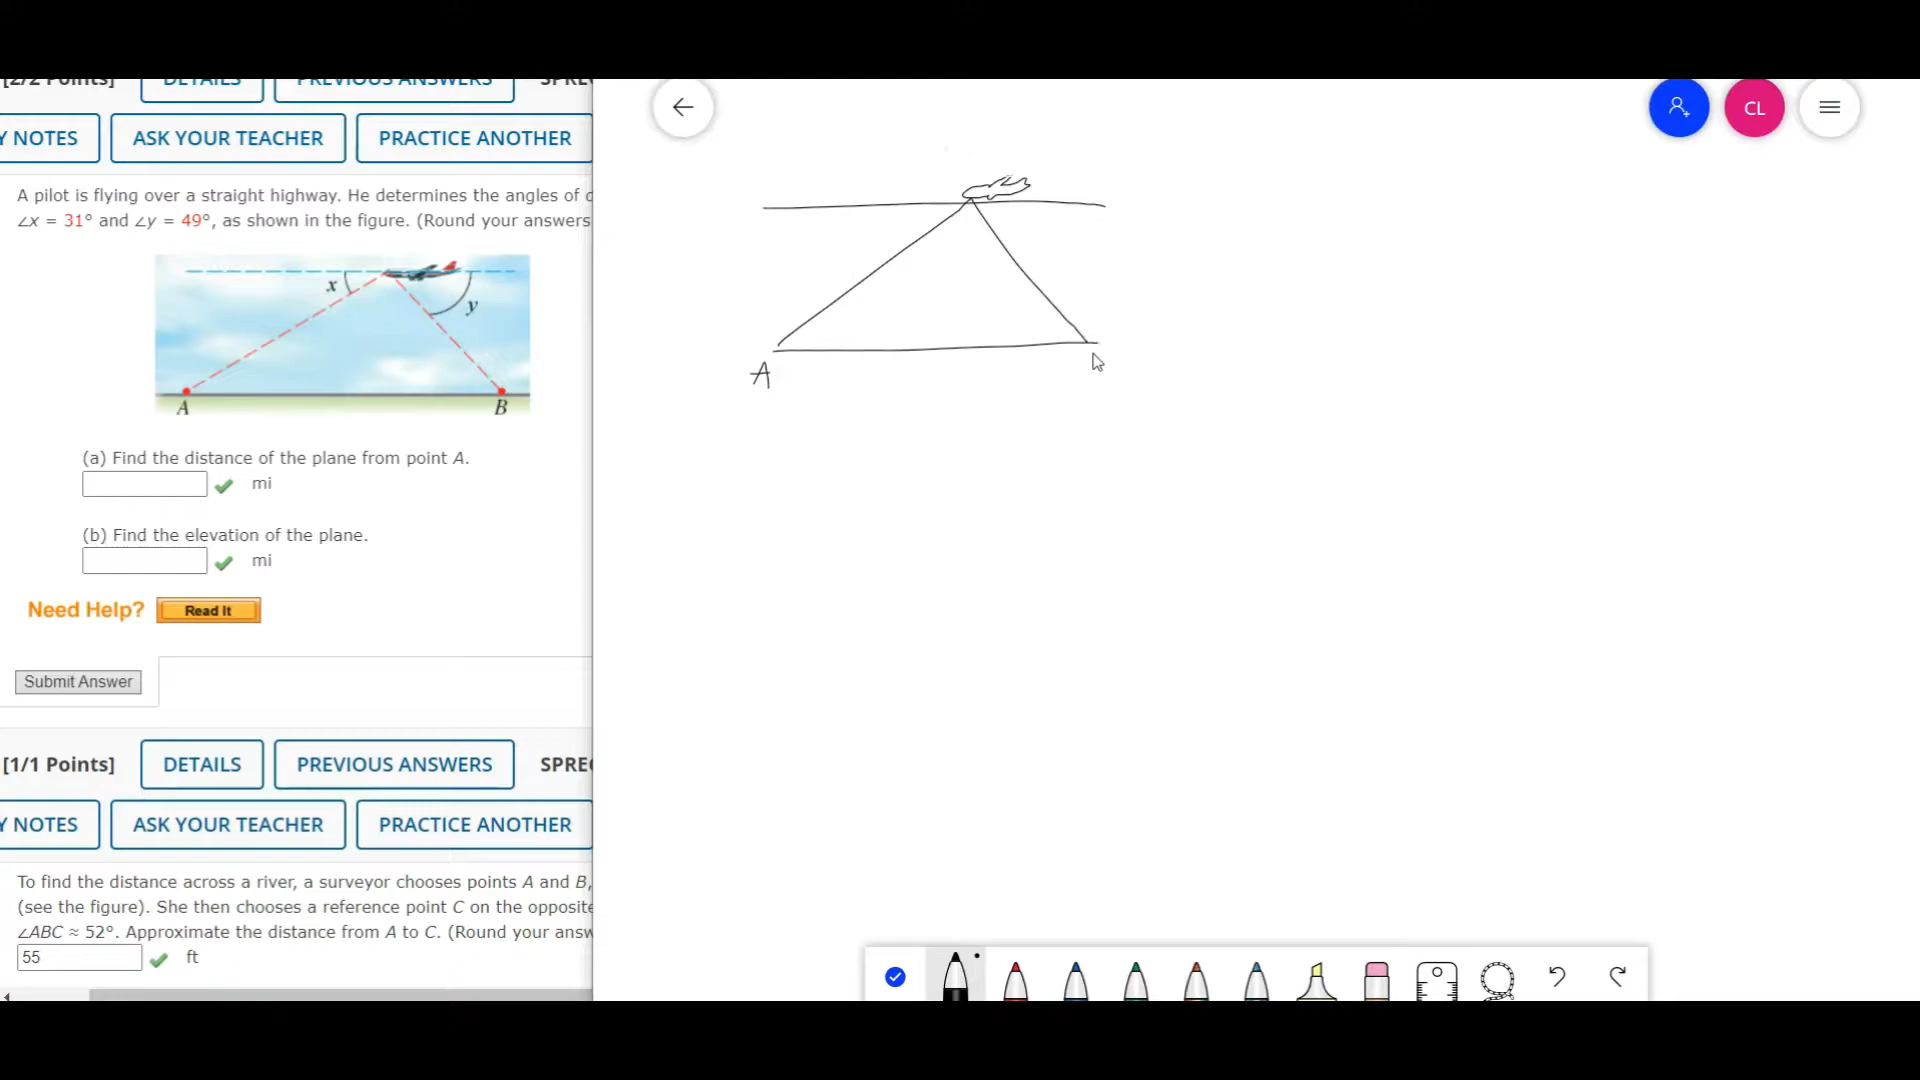 [2/2 Points] DETAILS PREVIOUS ANSWERS
Y NOTES ASK YOUR TEACHER PRACTICE ANOTHER
CL
A pilot is flying over a straight highway. He determines the angles of
∠x = 31° and ∠y = 49°, as shown in the figure. (Round your answers
x
y
A B
A
(a) Find the distance of the plane from point A.
mi
(b) Find the elevation of the plane.
mi
Need Help? Read It
Submit Answer
[1/1 Points] DETAILS PREVIOUS ANSWERS SPREC
Y NOTES ASK YOUR TEACHER PRACTICE ANOTHER
To find the distance across a river, a surveyor chooses points A and B,
(see the figure). She then chooses a reference point C on the opposite
∠ABC ≈ 52°. Approximate the distance from A to C. (Round your answ
55 ft